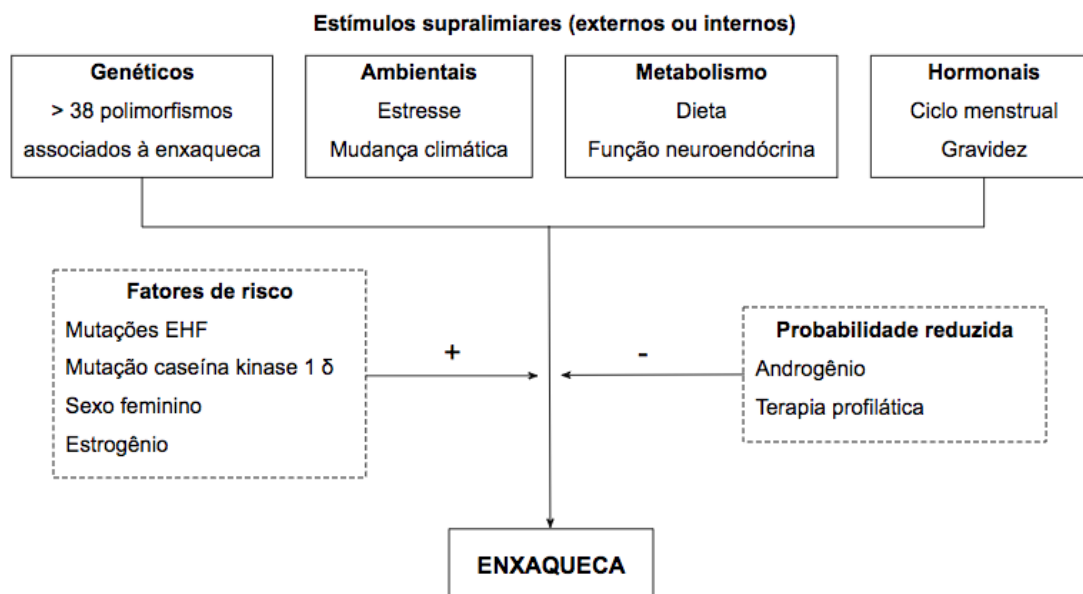 Estímulos supralimiares (externos ou internos)
Genéticos
> 38 polimorfismos
associados à enxaqueca
Ambientais
Estresse
Mudança climática
Metabolismo
Dieta
Função neuroendócrina
Hormonais
Ciclo menstrual
Gravidez
Fatores de risco
Mutações EHF
Mutação caseína kinase 1 δ
Sexo feminino
Estrogênio
+
-
Probabilidade reduzida
Androgênio
Terapia profilática
ENXAQUECA